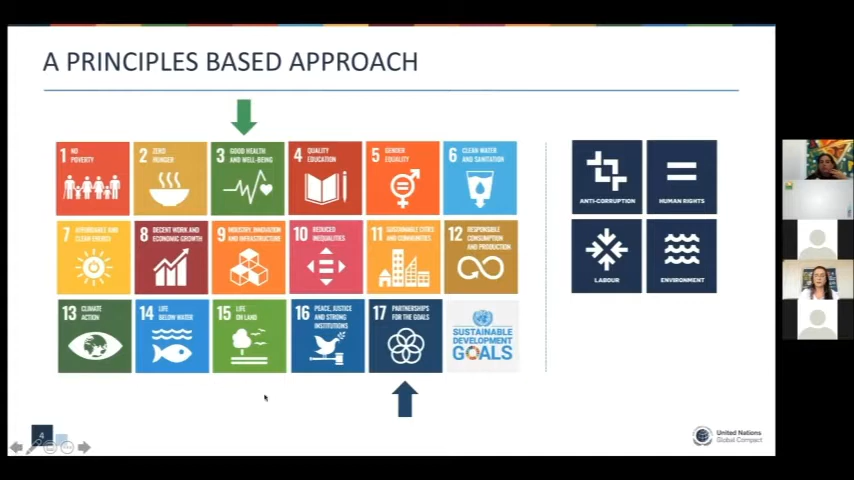 A PRINCIPLES BASED APPROACH
1 NO
POVERTY
2 ZERO
HUNGER
3 GOOD HEALTH
AND WELL-BEING
4 QUALITY
EDUCATION
5 GENDER
EQUALITY
6 CLEAN WATER
AND SANITATION
7 AFFORDABLE AND
CLEAN ENERGY
8 DECENT WORK AND
ECONOMIC GROWTH
9 INDUSTRY, INNOVATION
AND INFRASTRUCTURE
10 REDUCED
INEQUALITIES
11 SUSTAINABLE CITIES
AND COMMUNITIES
12 RESPONSIBLE
CONSUMPTION
AND PRODUCTION
13 CLIMATE
ACTION
14 LIFE
BELOW WATER
15 LIFE
ON LAND
16 PEACE, JUSTICE
AND STRONG
INSTITUTIONS
17 PARTNERSHIPS
FOR THE GOALS
SUSTAINABLE
DEVELOPMENT
GOALS
ANTI-CORRUPTION
HUMAN RIGHTS
LABOUR
ENVIRONMENT
4
United Nations
Global Compact